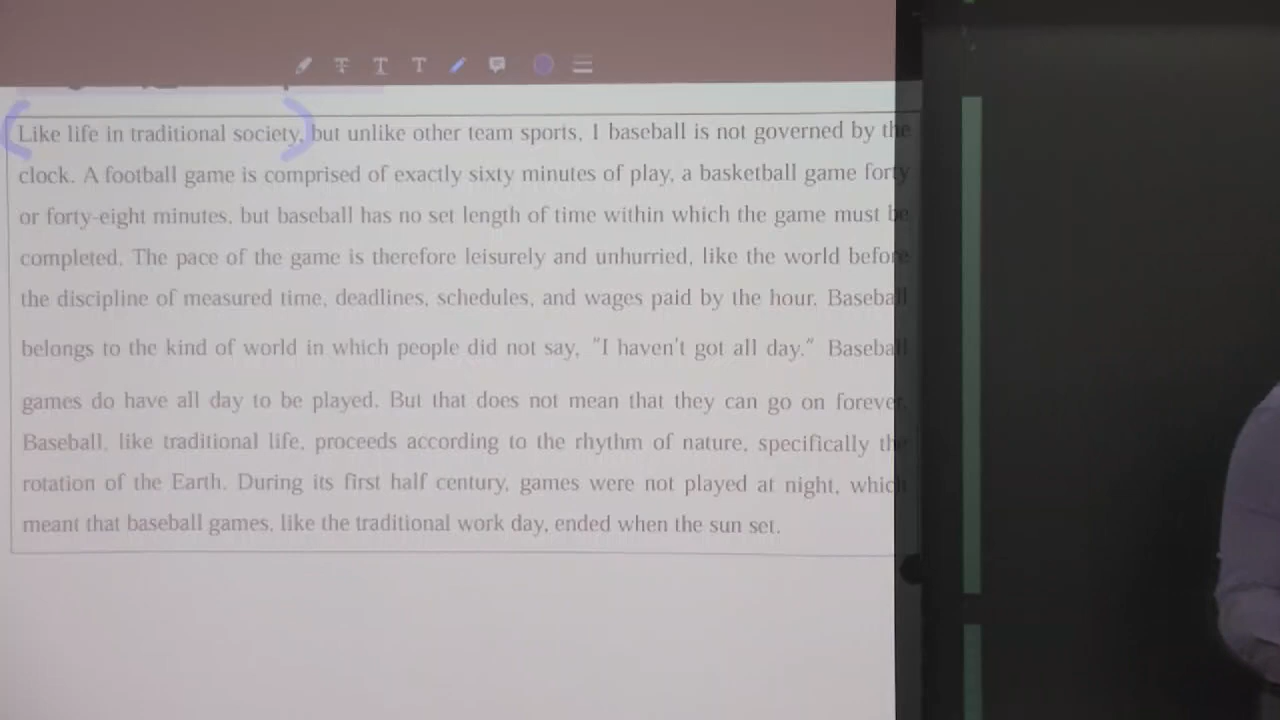 Like life in traditional society, but unlike other team sports, I baseball is not governed by the
clock. A football game is comprised of exactly sixty minutes of play, a basketball game forty
or forty-eight minutes, but baseball has no set length of time within which the game must be
completed. The pace of the game is therefore leisurely and unhurried, like the world before
the discipline of measured time, deadlines, schedules, and wages paid by the hour. Baseball
belongs to the kind of world in which people did not say, "I haven't got all day." Baseball
games do have all day to be played. But that does not mean that they can go on forever.
Baseball, like traditional life, proceeds according to the rhythm of nature, specifically the
rotation of the Earth. During its first half century, games were not played at night, which
meant that baseball games, like the traditional work day, ended when the sun set.